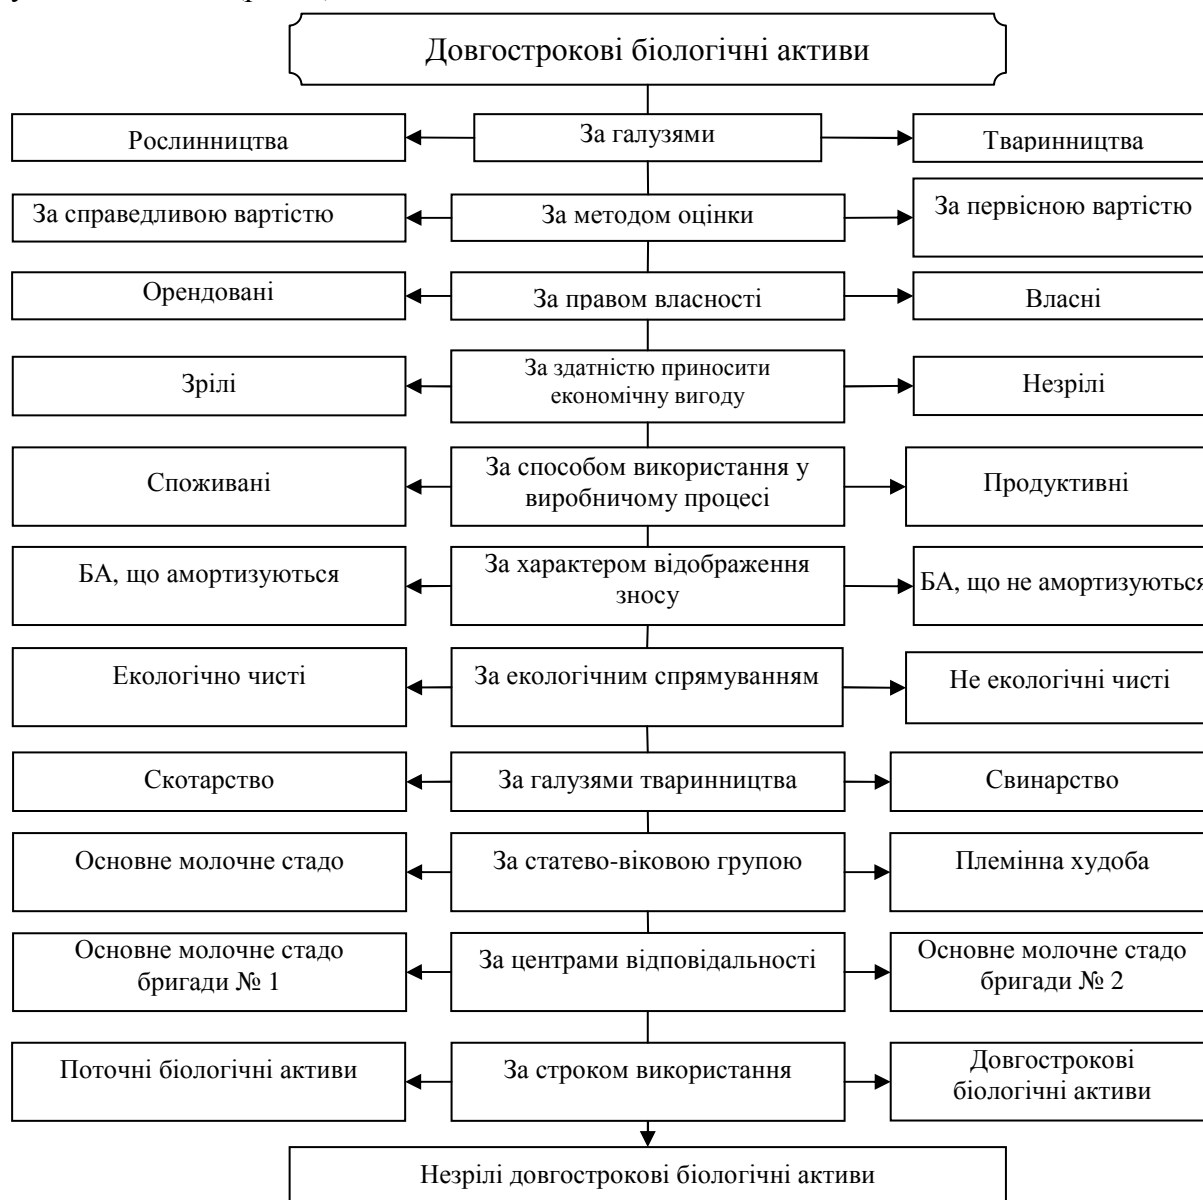 Довгострокові біологічні активи
Рослинництва
За галузями
Тваринництва
За справедливою вартістю
За методом оцінки
За первісною вартістю
Орендовані
За правом власності
Власні
Зрілі
За здатністю приносити
економічну вигоду
Незрілі
Споживані
За способом використання у
виробничому процесі
Продуктивні
БА, що амортизуються
За характером відображення
зносу
БА, що не амортизуються
Екологічно чисті
За екологічним спрямуванням
Не екологічні чисті
Скотарство
За галузями тваринництва
Свинарство
Основне молочне стадо
За статево-віковою групою
Племінна худоба
Основне молочне стадо
бригади № 1
За центрами відповідальності
Основне молочне стадо
бригади № 2
Поточні біологічні активи
За строком використання
Довгострокові
біологічні активи
Незрілі довгострокові біологічні активи